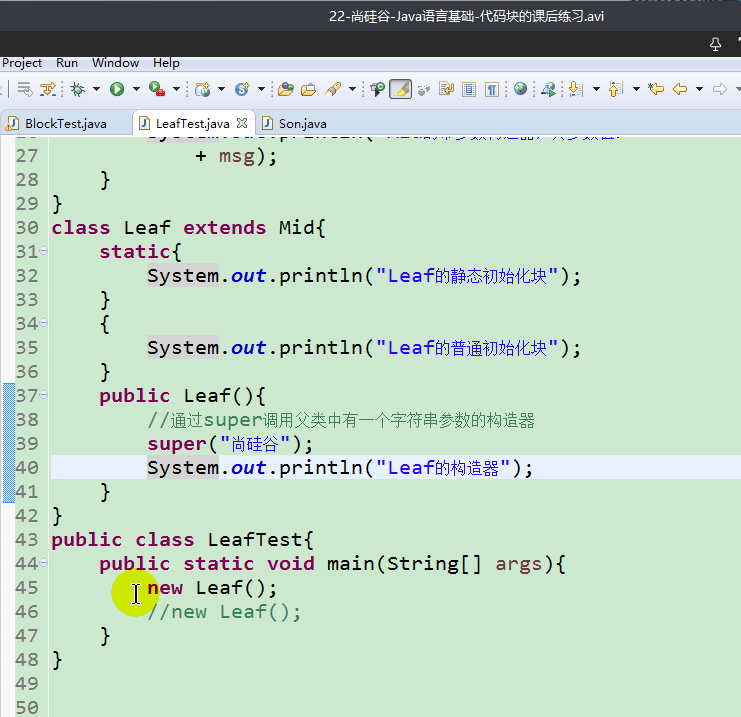 22-尚硅谷-Java语言基础-代码块的课后练习.avi
Project Run Window Help
BlockTest.java LeafTest.java Son.java
27 + msg);
28 }
29 }
30 class Leaf extends Mid{
31 static{
32 System.out.println("Leaf的静态初始化块");
33 }
34 {
35 System.out.println("Leaf的普通初始化块");
36 }
37 public Leaf(){
38 //通过super调用父类中有一个字符串参数的构造器
39 super("尚硅谷");
40 System.out.println("Leaf的构造器");
41 }
42 }
43 public class LeafTest{
44 public static void main(String[] args){
45 new Leaf();
46 //new Leaf();
47 }
48 }
49
50